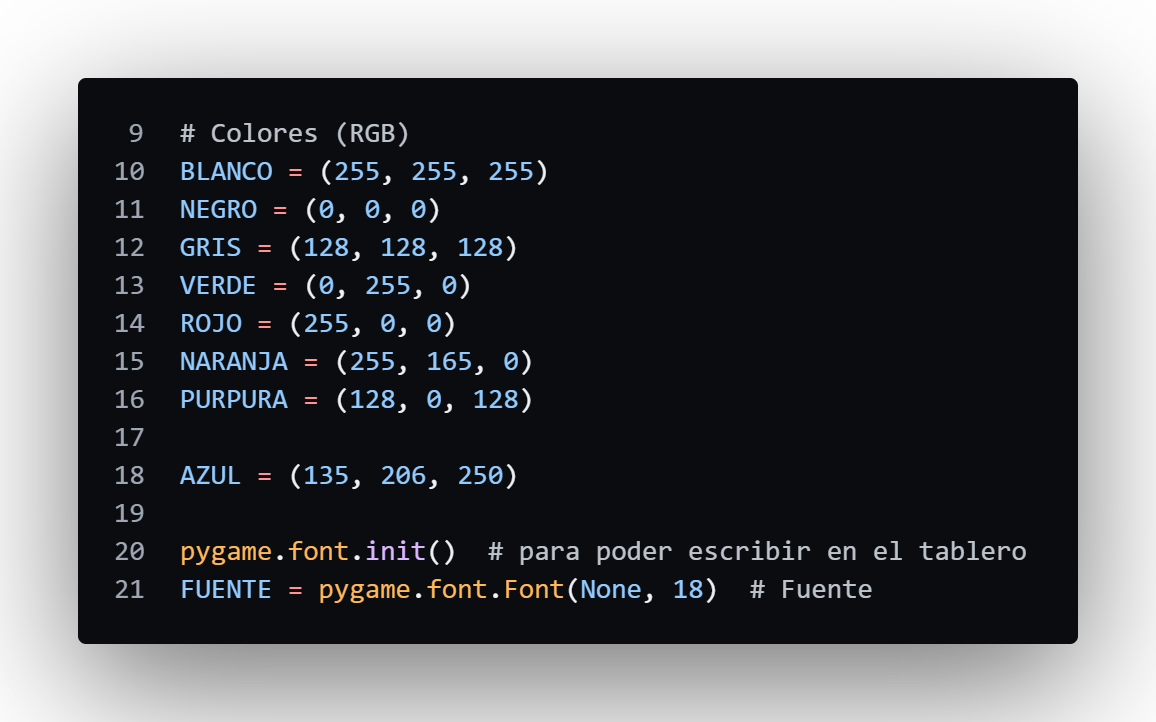 9 # Colores (RGB)
10 BLANCO = (255, 255, 255)
11 NEGRO = (0, 0, 0)
12 GRIS = (128, 128, 128)
13 VERDE = (0, 255, 0)
14 ROJO = (255, 0, 0)
15 NARANJA = (255, 165, 0)
16 PURPURA = (128, 0, 128)
17
18 AZUL = (135, 206, 250)
19
20 pygame.font.init()  # para poder escribir en el tablero
21 FUENTE = pygame.font.Font(None, 18)  # Fuente